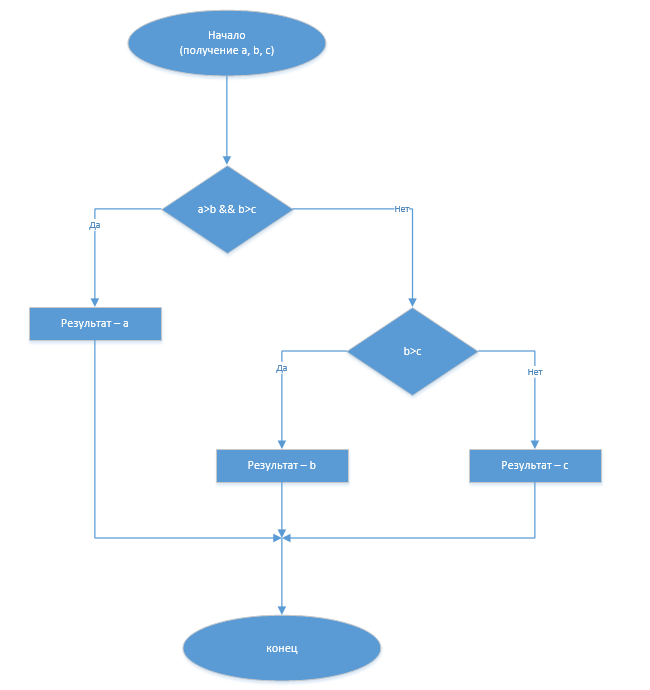 Начало
(получение a, b, c)
a>b && b>c
Да
Нет
Результат – a
b>c
Да
Нет
Результат – b
Результат – c
конец